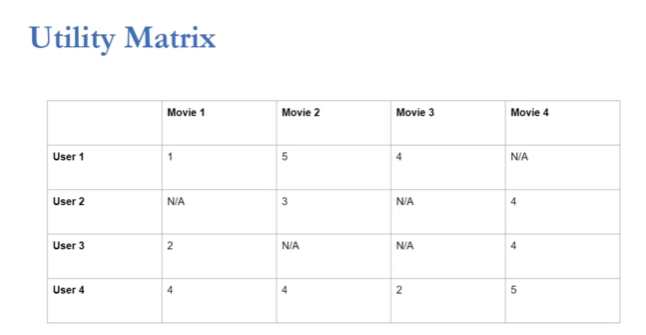 Utility Matrix
Movie 1 Movie 2 Movie 3 Movie 4
User 1 1 5 4 N/A
User 2 N/A 3 N/A 4
User 3 2 N/A N/A 4
User 4 4 4 2 5